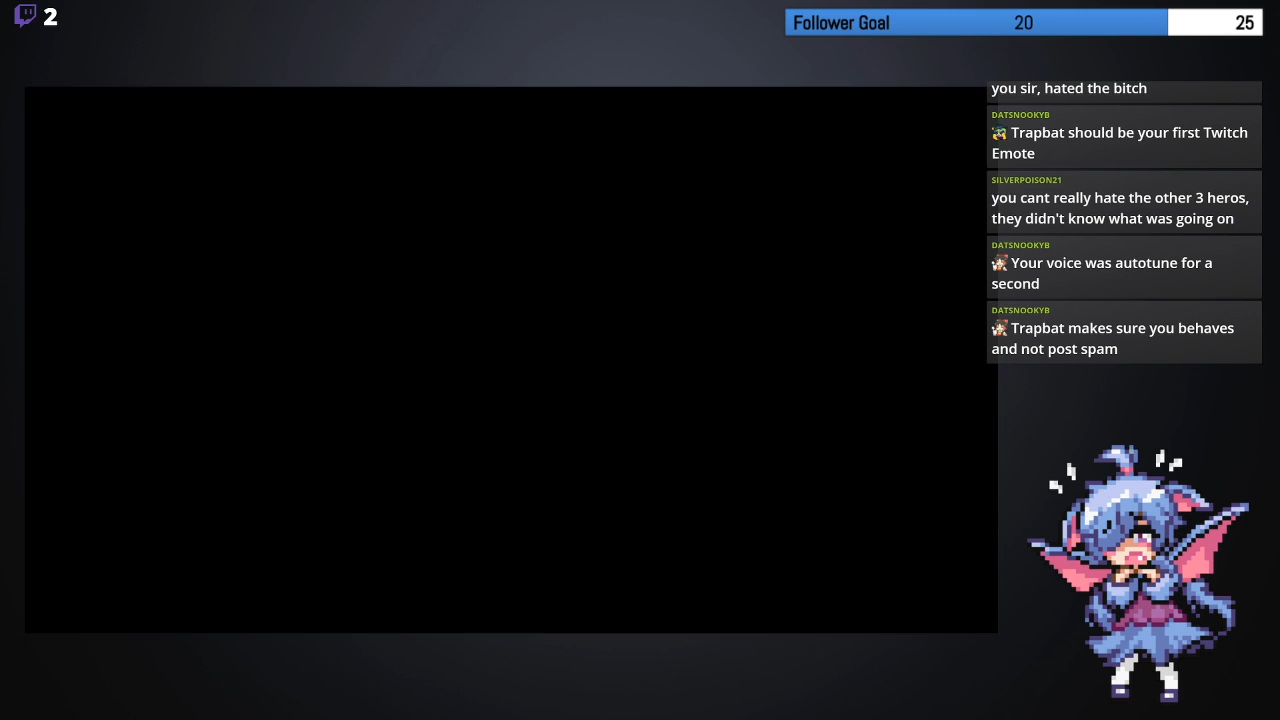 2
Follower Goal 20 25
you sir, hated the bitch
DATSNOOKYB
Trapbat should be your first Twitch
Emote
SILVERPOISON21
you cant really hate the other 3 heros,
they didn't know what was going on
DATSNOOKYB
Your voice was autotune for a
second
DATSNOOKYB
Trapbat makes sure you behaves
and not post spam